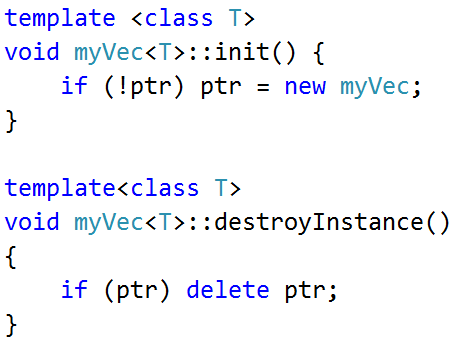 template <class T>
void myVec<T>::init() {
    if (!ptr) ptr = new myVec;
}

template<class T>
void myVec<T>::destroyInstance()
{
    if (ptr) delete ptr;
}